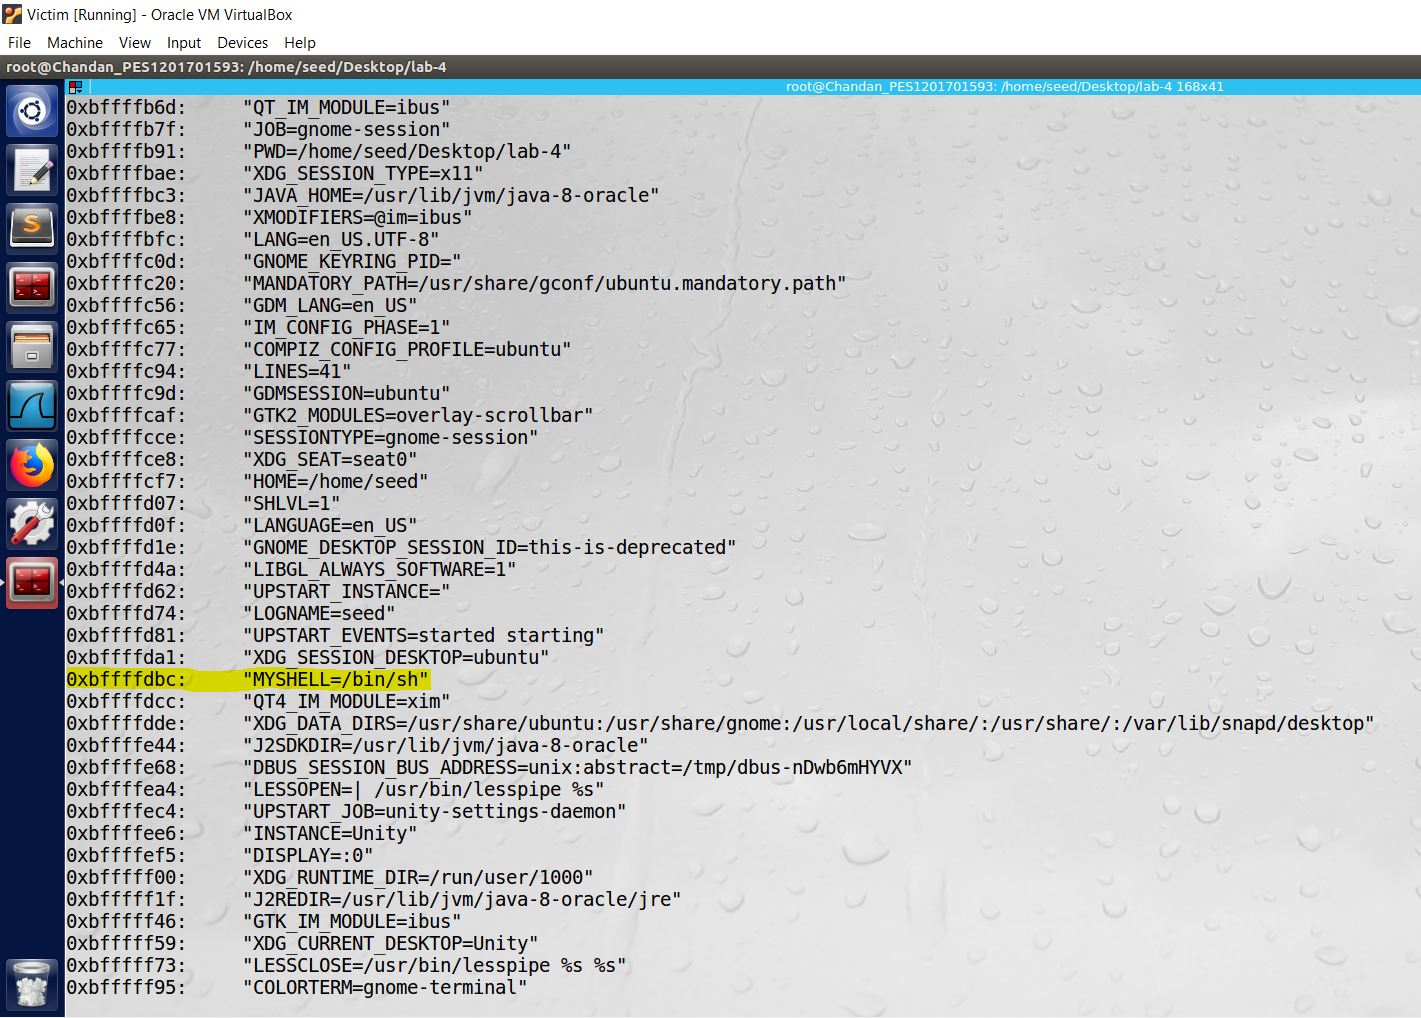 Victim [Running] - Oracle VM VirtualBox
File Machine View Input Devices Help
root@Chandan_PES1201701593: /home/seed/Desktop/lab-4
root@Chandan_PES1201701593: /home/seed/Desktop/lab-4 168x41
0xbffffb6d: "QT_IM_MODULE=ibus"
0xbffffb7f: "JOB=gnome-session"
0xbffffb91: "PWD=/home/seed/Desktop/lab-4"
0xbffffbae: "XDG_SESSION_TYPE=x11"
0xbffffbc3: "JAVA_HOME=/usr/lib/jvm/java-8-oracle"
0xbffffbe8: "XMODIFIERS=@im=ibus"
0xbffffbfc: "LANG=en_US.UTF-8"
0xbffffc0d: "GNOME_KEYRING_PID="
0xbffffc20: "MANDATORY_PATH=/usr/share/gconf/ubuntu.mandatory.path"
0xbffffc56: "GDM_LANG=en_US"
0xbffffc65: "IM_CONFIG_PHASE=1"
0xbffffc77: "COMPIZ_CONFIG_PROFILE=ubuntu"
0xbffffc94: "LINES=41"
0xbffffc9d: "GDMSESSION=ubuntu"
0xbffffcaf: "GTK2_MODULES=overlay-scrollbar"
0xbffffcce: "SESSIONTYPE=gnome-session"
0xbffffce8: "XDG_SEAT=seat0"
0xbffffcf7: "HOME=/home/seed"
0xbffffd07: "SHLVL=1"
0xbffffd0f: "LANGUAGE=en_US"
0xbffffd1e: "GNOME_DESKTOP_SESSION_ID=this-is-deprecated"
0xbffffd4a: "LIBGL_ALWAYS_SOFTWARE=1"
0xbffffd62: "UPSTART_INSTANCE="
0xbffffd74: "LOGNAME=seed"
0xbffffd81: "UPSTART_EVENTS=started starting"
0xbffffda1: "XDG_SESSION_DESKTOP=ubuntu"
0xbffffdbc: "MYSHELL=/bin/sh"
0xbffffdcc: "QT4_IM_MODULE=xim"
0xbffffdde: "XDG_DATA_DIRS=/usr/share/ubuntu:/usr/share/gnome:/usr/local/share/:/usr/share/:/var/lib/snapd/desktop"
0xbffffe44: "J2SDKDIR=/usr/lib/jvm/java-8-oracle"
0xbffffe68: "DBUS_SESSION_BUS_ADDRESS=unix:abstract=/tmp/dbus-nDwb6mHYVX"
0xbffffea4: "LESSOPEN=| /usr/bin/lesspipe %s"
0xbffffec4: "UPSTART_JOB=unity-settings-daemon"
0xbffffee6: "INSTANCE=Unity"
0xbffffef5: "DISPLAY=:0"
0xbfffff00: "XDG_RUNTIME_DIR=/run/user/1000"
0xbfffff1f: "J2REDIR=/usr/lib/jvm/java-8-oracle/jre"
0xbfffff46: "GTK_IM_MODULE=ibus"
0xbfffff59: "XDG_CURRENT_DESKTOP=Unity"
0xbfffff73: "LESSCLOSE=/usr/bin/lesspipe %s %s"
0xbfffff95: "COLORTERM=gnome-terminal"